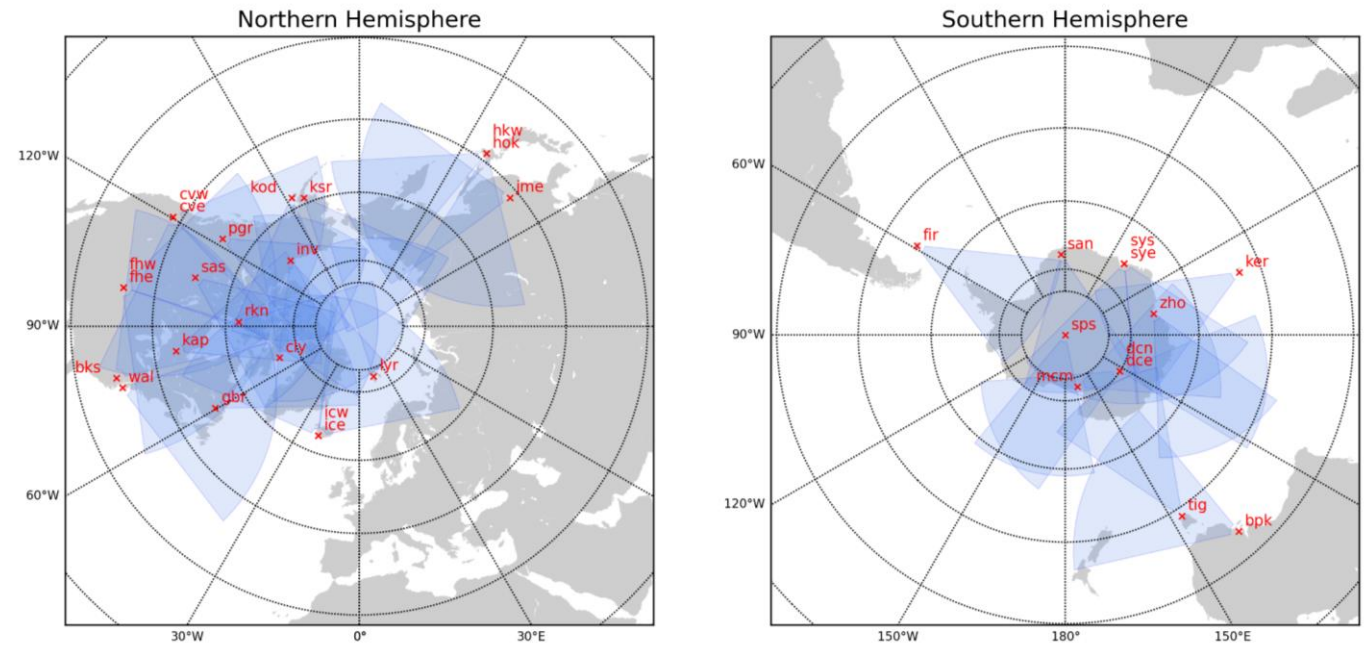 Northern Hemisphere
Southern Hemisphere
hkw
hok
120°W
kod
ksr
jme
cvw
cve
pgr
inv
fhw
fhe
sas
rkn
90°W
kap
cly
bks
wal
lyr
gbr
icw
ice
60°W
30°W
0°
30°E
60°W
fir
san
sys
sye
ker
zho
90°W
sps
dcn
dce
mcm
120°W
tig
bpk
150°W
180°
150°E